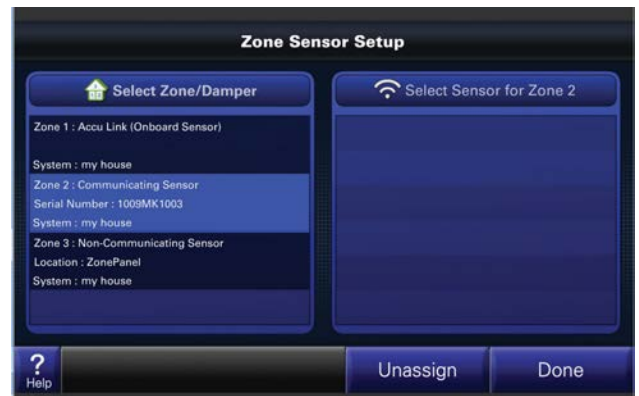 Zone Sensor Setup
Select Zone/Damper
Select Sensor for Zone 2
Zone 1 : Accu Link (Onboard Sensor)
System : my house
Zone 2 : Communicating Sensor
Serial Number : 1009MK1003
System : my house
Zone 3 : Non-Communicating Sensor
Location : ZonePanel
System : my house
?
Help
Unassign
Done